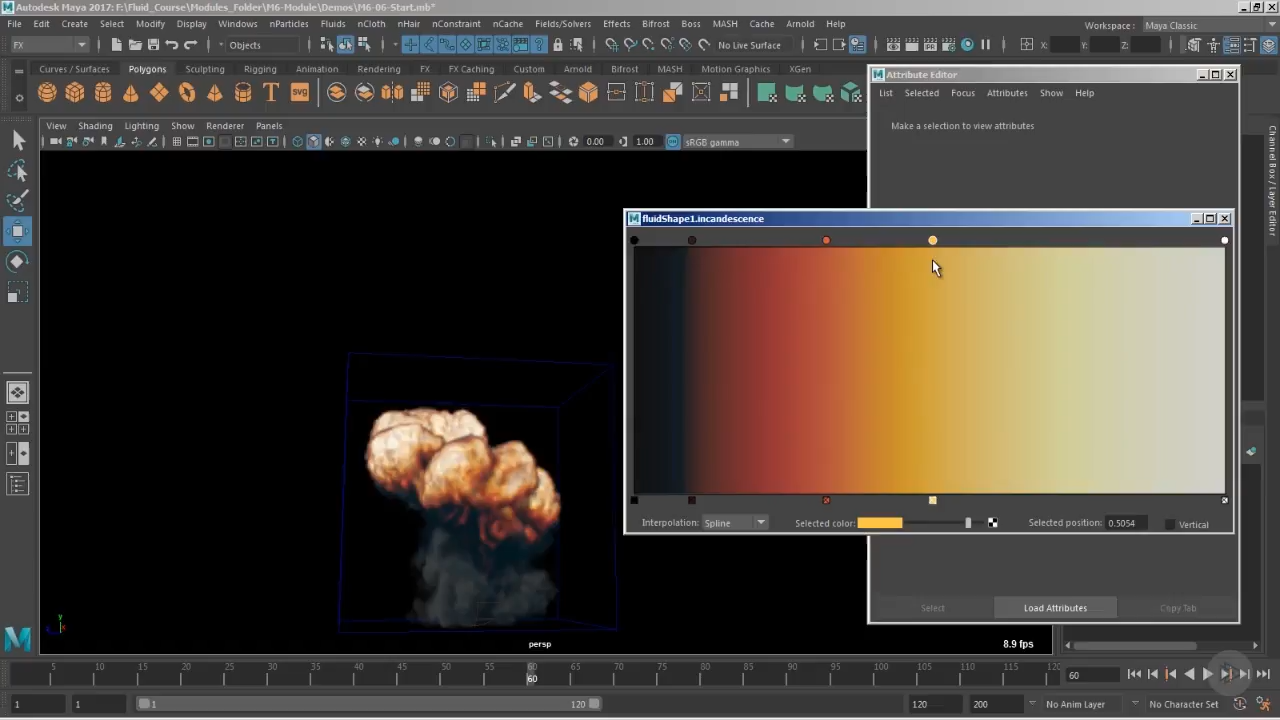 Autodesk Maya 2017: F:\Fluid_Course\Modules_Folder\M6-Module\Demos\M6-06-Start.mb*
File Edit Create Select Modify Display Windows nParticles Fluids nCloth nHair nConstraint nCache Fields/Solvers Effects Bifrost Boss MASH Cache Arnold Help
Workspace : Maya Classic
FX Objects No Live Surface X: Y: Z:
Curves / Surfaces Polygons Sculpting Rigging Animation Rendering FX FX Caching Custom Arnold Bifrost MASH Motion Graphics XGen
T SVG
Attribute Editor
List Selected Focus Attributes Show Help
View Shading Lighting Show Renderer Panels
Make a selection to view attributes
0.00 1.00 sRGB gamma
Channel Box / Layer Editor
fluidShape1.incandescence
Interpolation: Spline Selected color: Selected position: 0.5054 Vertical
Select Load Attributes Copy Tab
y
persp 8.9 fps
5 10 15 20 25 30 35 40 45 50 55 60 65 70 75 80 85 90 95 100 105 110 115 120
60 60
1 1 1 120 120 200 No Anim Layer No Character Set